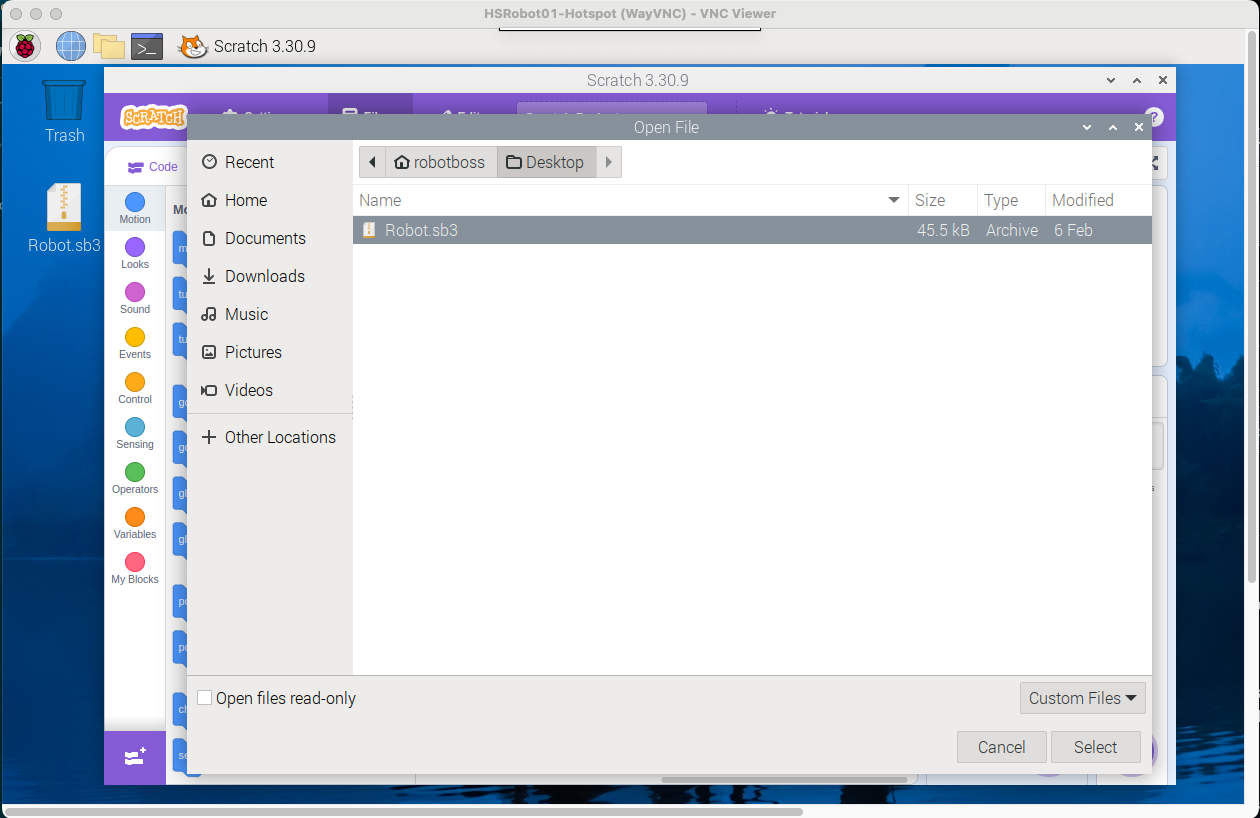 HSRobot01-Hotspot (WayVNC) - VNC Viewer
Scratch 3.30.9
Scratch 3.30.9
Trash
Robot.sb3
SCRATCH
Open File
Code
Motion
Looks
Sound
Events
Control
Sensing
Operators
Variables
My Blocks
Recent
Home
Documents
Downloads
Music
Pictures
Videos
Other Locations
robotboss
Desktop
Name Size Type Modified
Robot.sb3 45.5 kB Archive 6 Feb
Open files read-only
Custom Files
Cancel
Select